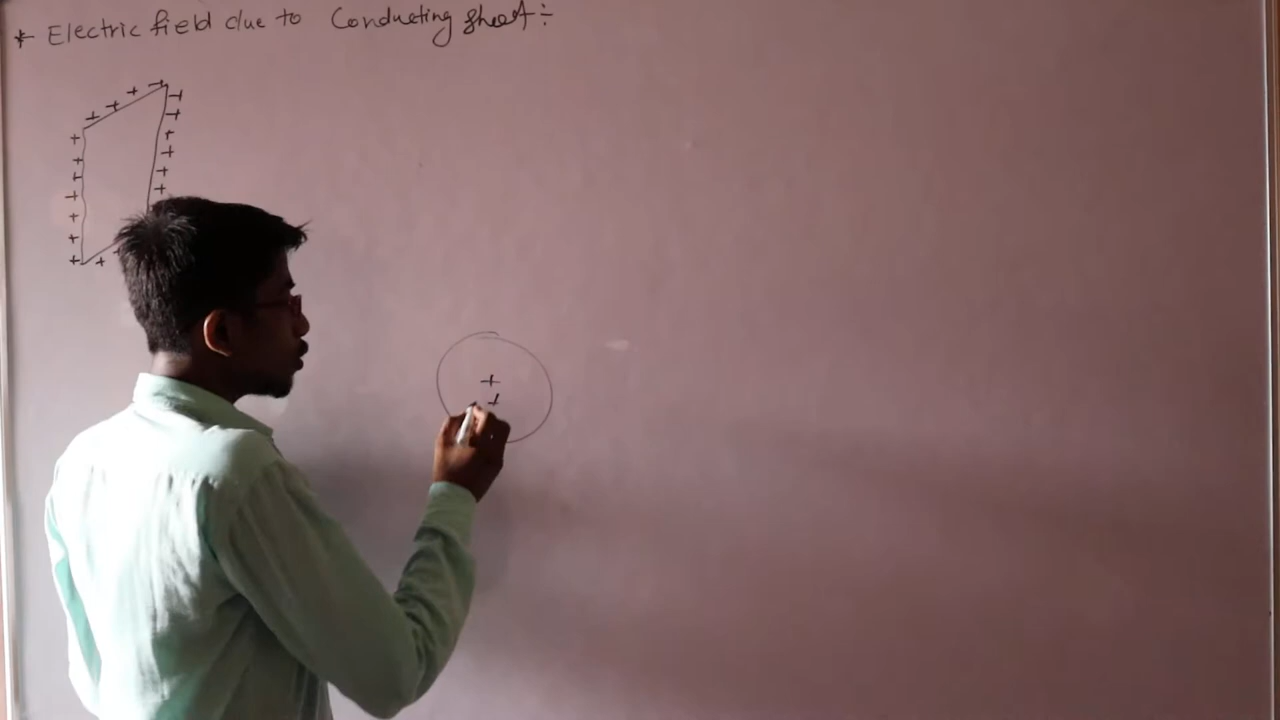 * Electric field due to Conducting sheet :-
+ + + +
+ + + + + +
+ + + + + + + +
+ +